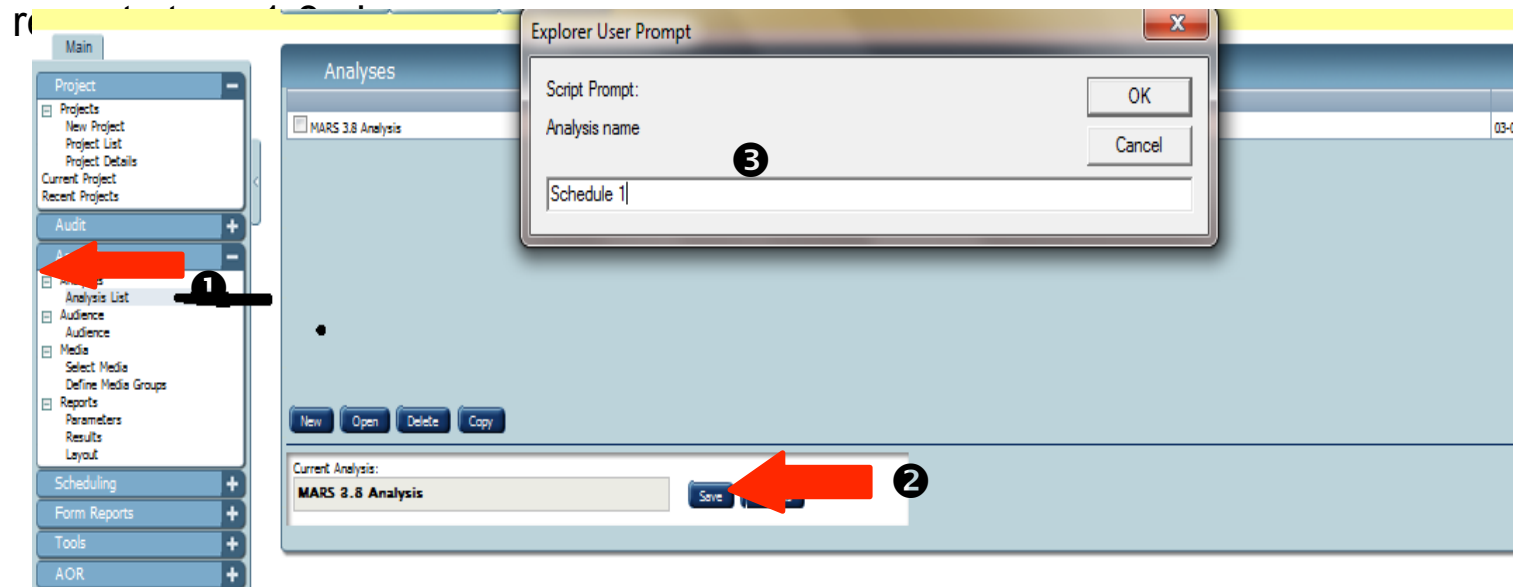 Main
Project
Projects
New Project
Project List
Project Details
Current Project
Recent Projects
Audit
Analysis List
Audience
Audience
Media
Select Media
Define Media Groups
Reports
Parameters
Results
Layout
Scheduling
Form Reports
Tools
AOR
Analyses
MARS 3.8 Analysis
Explorer User Prompt
X
Script Prompt:
Analysis name
OK
Cancel
❸
Schedule 1
❶
New Open Delete Copy
Current Analysis:
MARS 3.8 Analysis
Save
❷